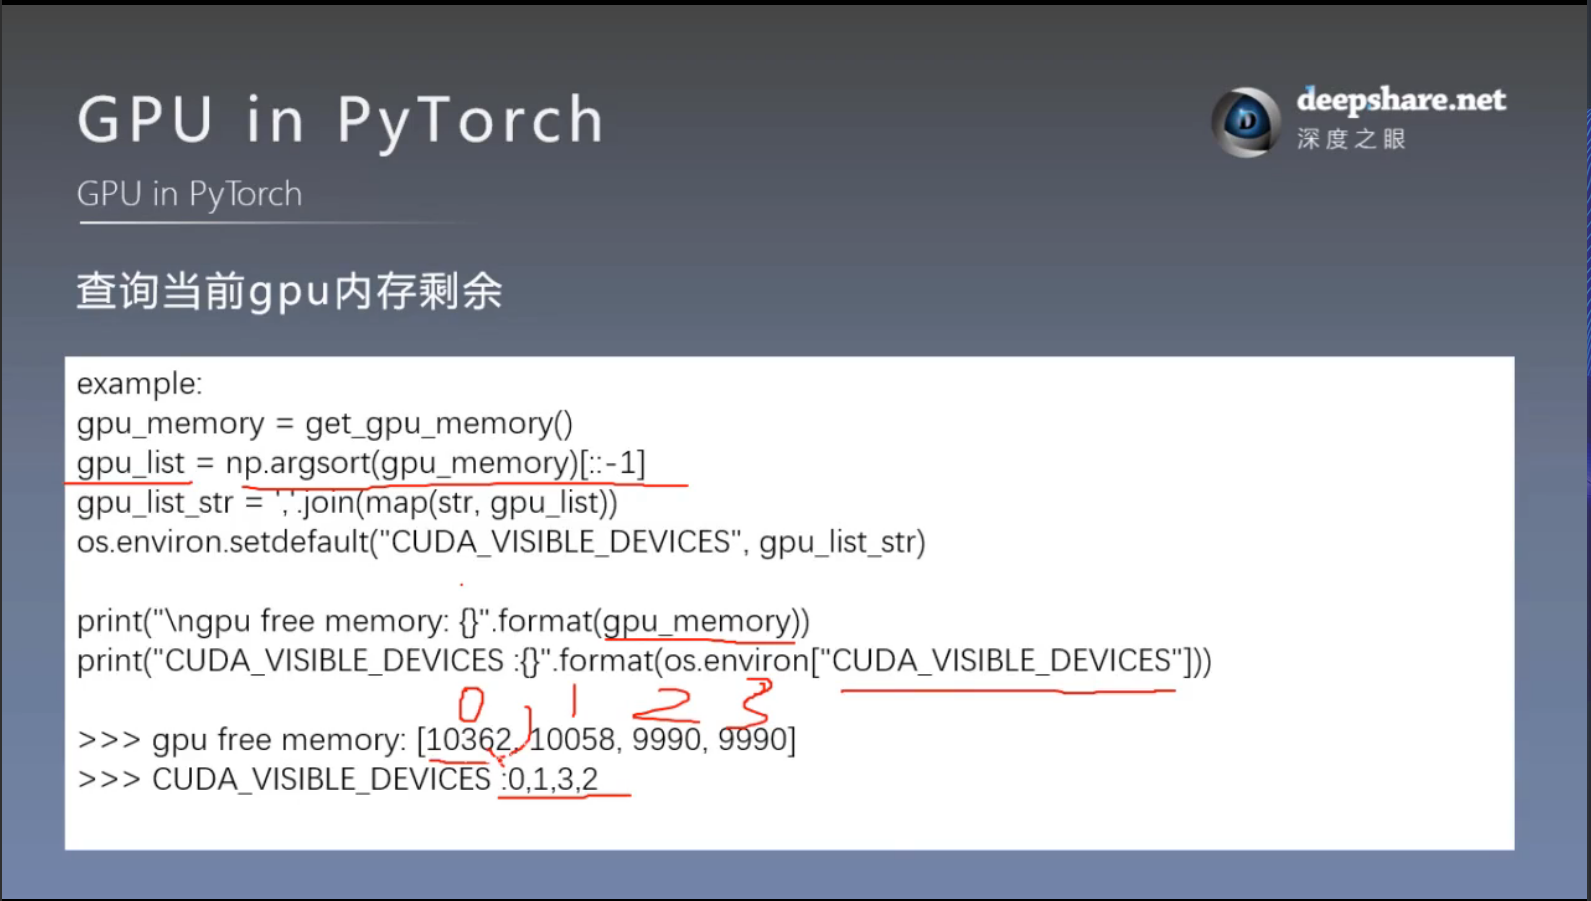 GPU in PyTorch
deepshare.net
深度之眼
GPU in PyTorch
查询当前gpu内存剩余
example:
gpu_memory = get_gpu_memory()
gpu_list = np.argsort(gpu_memory)[::-1]
gpu_list_str = ','.join(map(str, gpu_list))
os.environ.setdefault("CUDA_VISIBLE_DEVICES", gpu_list_str)
print("\ngpu free memory: {}".format(gpu_memory))
print("CUDA_VISIBLE_DEVICES :{}".format(os.environ["CUDA_VISIBLE_DEVICES"]))
0 1 2 3
>>> gpu free memory: [10362, 10058, 9990, 9990]
>>> CUDA_VISIBLE_DEVICES :0,1,3,2